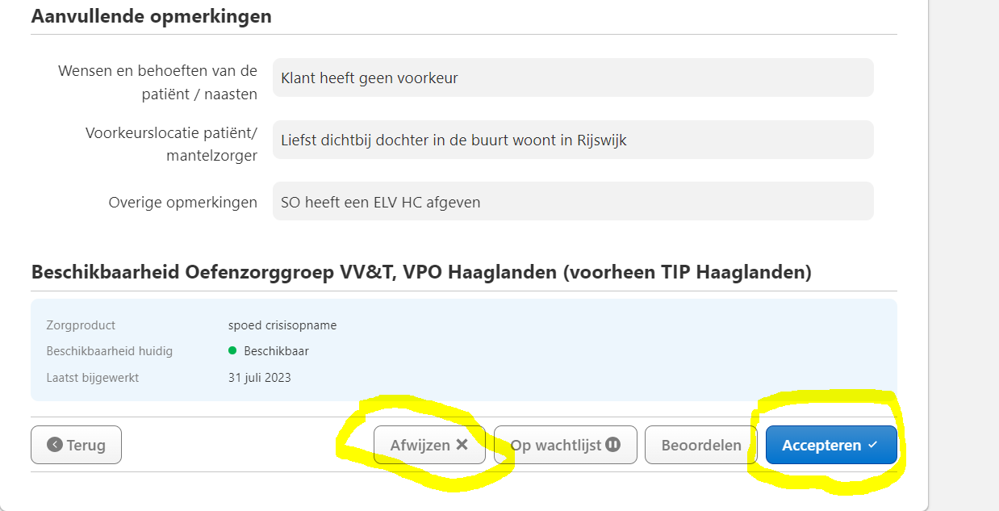 Aanvullende opmerkingen
Wensen en behoeften van de
patiënt / naasten
Klant heeft geen voorkeur
Voorkeurslocatie patiënt/
mantelzorger
Liefst dichtbij dochter in de buurt woont in Rijswijk
Overige opmerkingen
SO heeft een ELV HC afgeven
Beschikbaarheid Oefenzorggroep VV&T, VPO Haaglanden (voorheen TIP Haaglanden)
Zorgproduct spoed crisisopname
Beschikbaarheid huidig Beschikbaar
Laatst bijgewerkt 31 juli 2023
Terug Afwijzen Op wachtlijst Beoordelen Accepteren